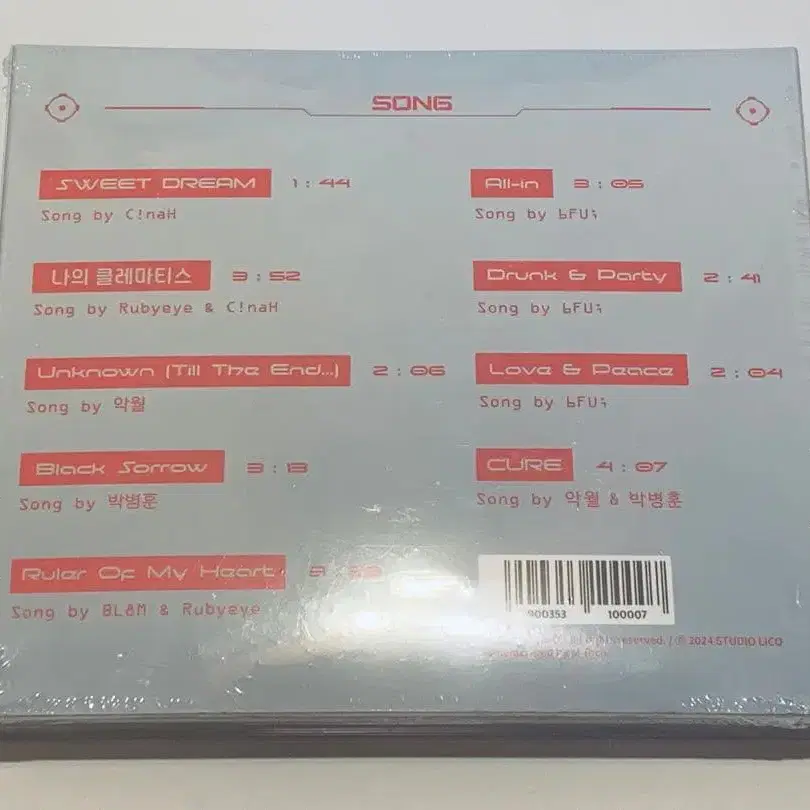 SONG
SWEET DREAM 1:44
Song by C!naH
나의 클레마티스 3:52
Song by Rubyeye & C!naH
Unknown (Till The End...) 2:06
Song by 악월
Black Sorrow 3:13
Song by 박병훈
Ruler Of My Heart
Song by BL8M & Rubyeye
All-in 3:05
Song by
Drunk & Party 2:41
Song by
Love & Peace 2:04
Song by
CURE 4:07
Song by 악월 & 박병훈
900353 100007
reserved. / © 2024.STUDIO LICO